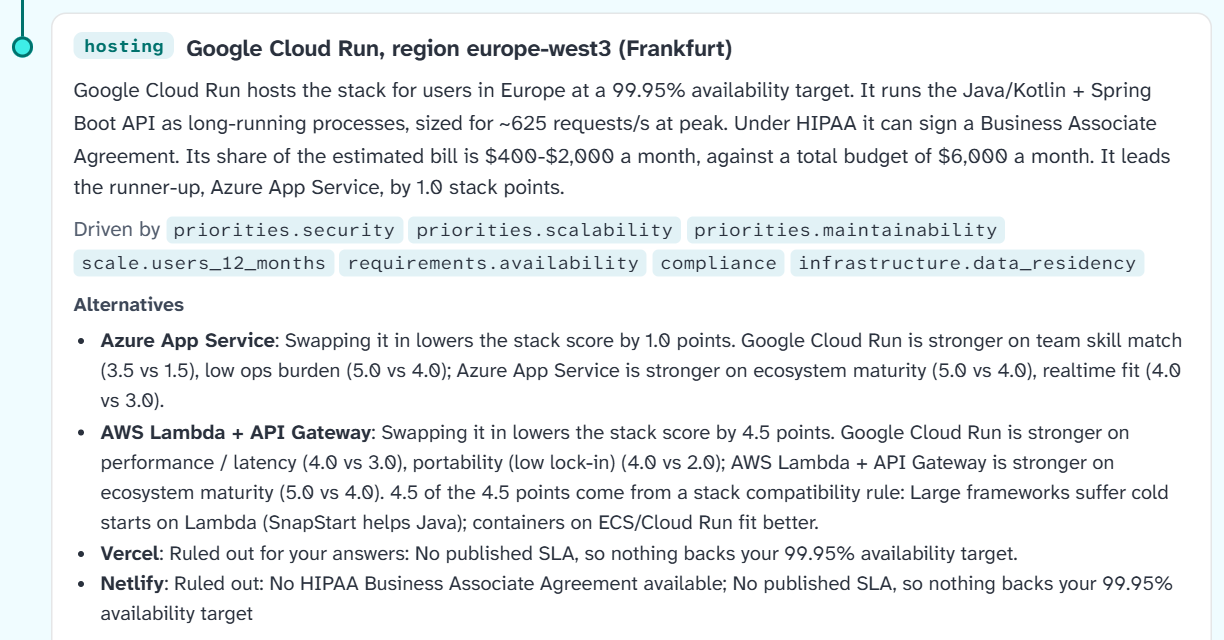 hosting Google Cloud Run, region europe-west3 (Frankfurt)
Google Cloud Run hosts the stack for users in Europe at a 99.95% availability target. It runs the Java/Kotlin + Spring
Boot API as long-running processes, sized for ~625 requests/s at peak. Under HIPAA it can sign a Business Associate
Agreement. Its share of the estimated bill is $400-$2,000 a month, against a total budget of $6,000 a month. It leads
the runner-up, Azure App Service, by 1.0 stack points.
Driven by priorities.security priorities.scalability priorities.maintainability
scale.users_12_months requirements.availability compliance infrastructure.data_residency
Alternatives
• Azure App Service: Swapping it in lowers the stack score by 1.0 points. Google Cloud Run is stronger on team skill match
(3.5 vs 1.5), low ops burden (5.0 vs 4.0); Azure App Service is stronger on ecosystem maturity (5.0 vs 4.0), realtime fit (4.0
vs 3.0).
• AWS Lambda + API Gateway: Swapping it in lowers the stack score by 4.5 points. Google Cloud Run is stronger on
performance / latency (4.0 vs 3.0), portability (low lock-in) (4.0 vs 2.0); AWS Lambda + API Gateway is stronger on
ecosystem maturity (5.0 vs 4.0). 4.5 of the 4.5 points come from a stack compatibility rule: Large frameworks suffer cold
starts on Lambda (SnapStart helps Java); containers on ECS/Cloud Run fit better.
• Vercel: Ruled out for your answers: No published SLA, so nothing backs your 99.95% availability target.
• Netlify: Ruled out: No HIPAA Business Associate Agreement available; No published SLA, so nothing backs your 99.95%
availability target